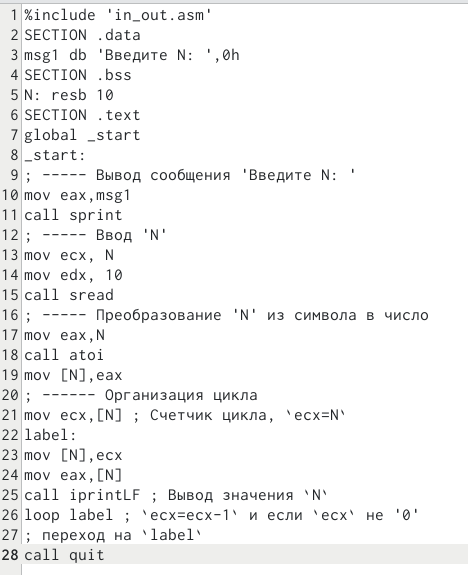 1 %include 'in_out.asm'
2 SECTION .data
3 msg1 db 'Введите N: ',0h
4 SECTION .bss
5 N: resb 10
6 SECTION .text
7 global _start
8 _start:
9 ; ----- Вывод сообщения 'Введите N: '
10 mov eax,msg1
11 call sprint
12 ; ----- Ввод 'N'
13 mov ecx, N
14 mov edx, 10
15 call sread
16 ; ----- Преобразование 'N' из символа в число
17 mov eax,N
18 call atoi
19 mov [N],eax
20 ; ------ Организация цикла
21 mov ecx,[N] ; Счетчик цикла, `ecx=N`
22 label:
23 mov [N],ecx
24 mov eax,[N]
25 call iprintLF ; Вывод значения `N`
26 loop label ; `ecx=ecx-1` и если `ecx` не '0'
27 ; переход на `label`
28 call quit